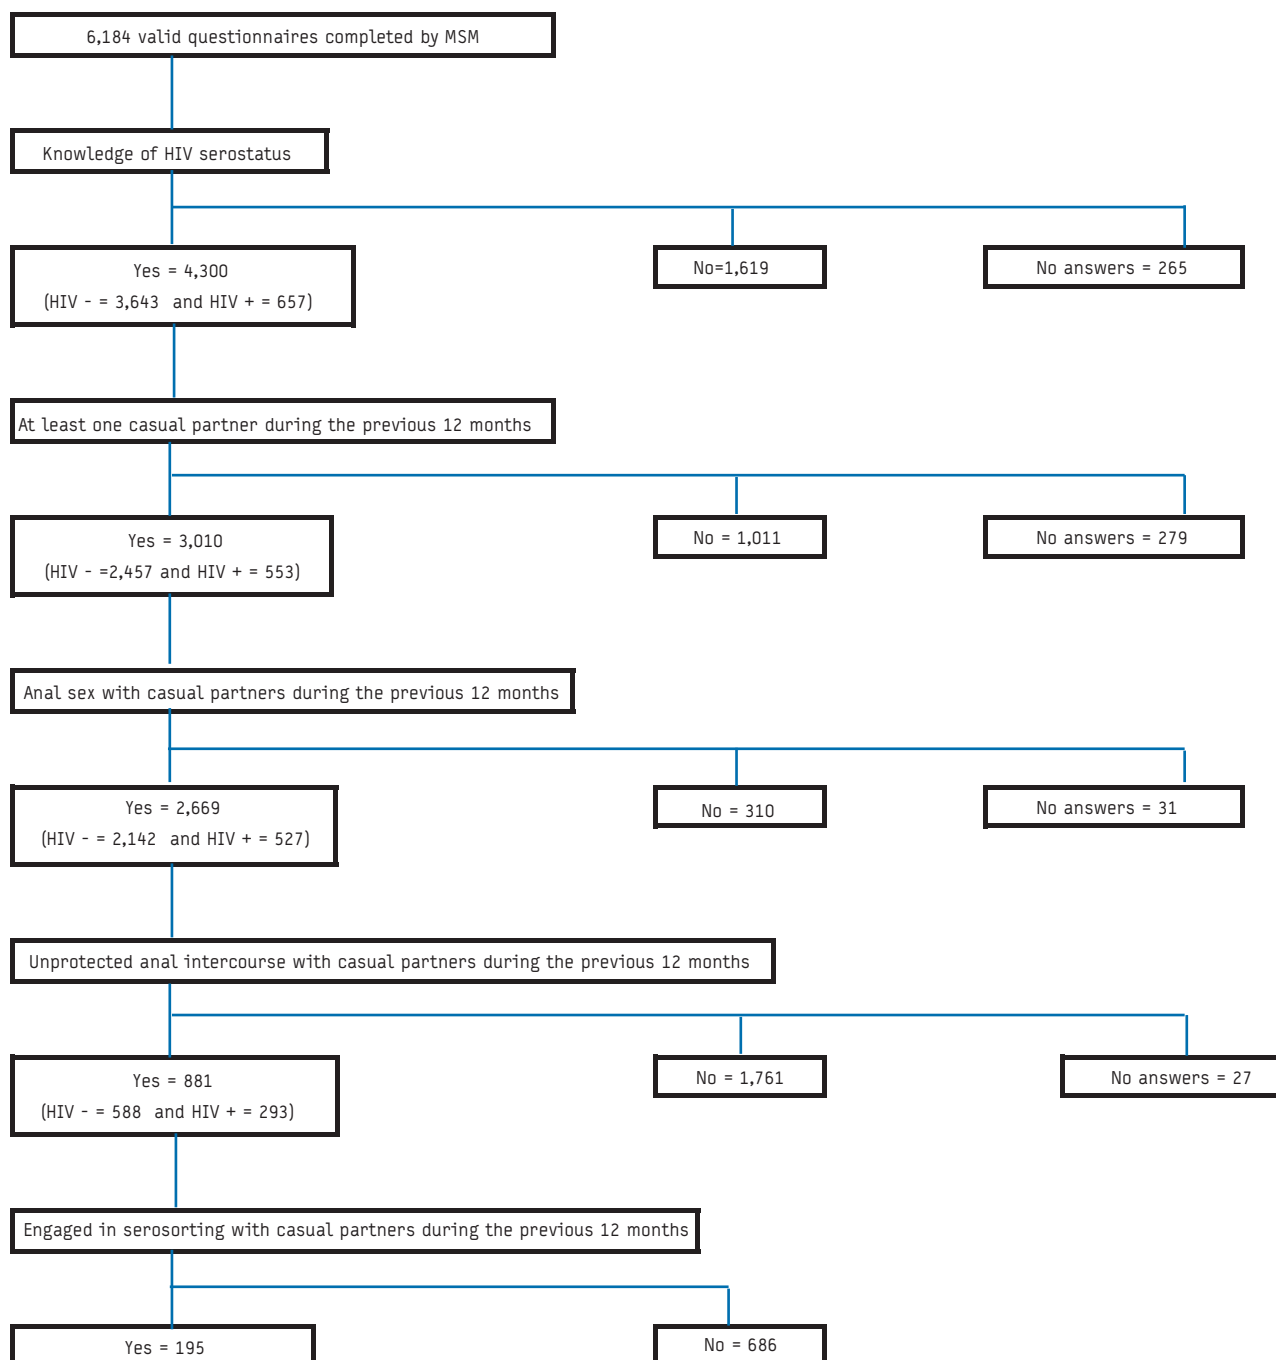 6,184 valid questionnaires completed by MSM
Knowledge of HIV serostatus
Yes = 4,300
(HIV - = 3,643 and HIV + = 657)
No=1,619
No answers = 265
At least one casual partner during the previous 12 months
Yes = 3,010
(HIV - =2,457 and HIV + = 553)
No = 1,011
No answers = 279
Anal sex with casual partners during the previous 12 months
Yes = 2,669
(HIV - = 2,142 and HIV + = 527)
No = 310
No answers = 31
Unprotected anal intercourse with casual partners during the previous 12 months
Yes = 881
(HIV - = 588 and HIV + = 293)
No = 1,761
No answers = 27
Engaged in serosorting with casual partners during the previous 12 months
Yes = 195
No = 686